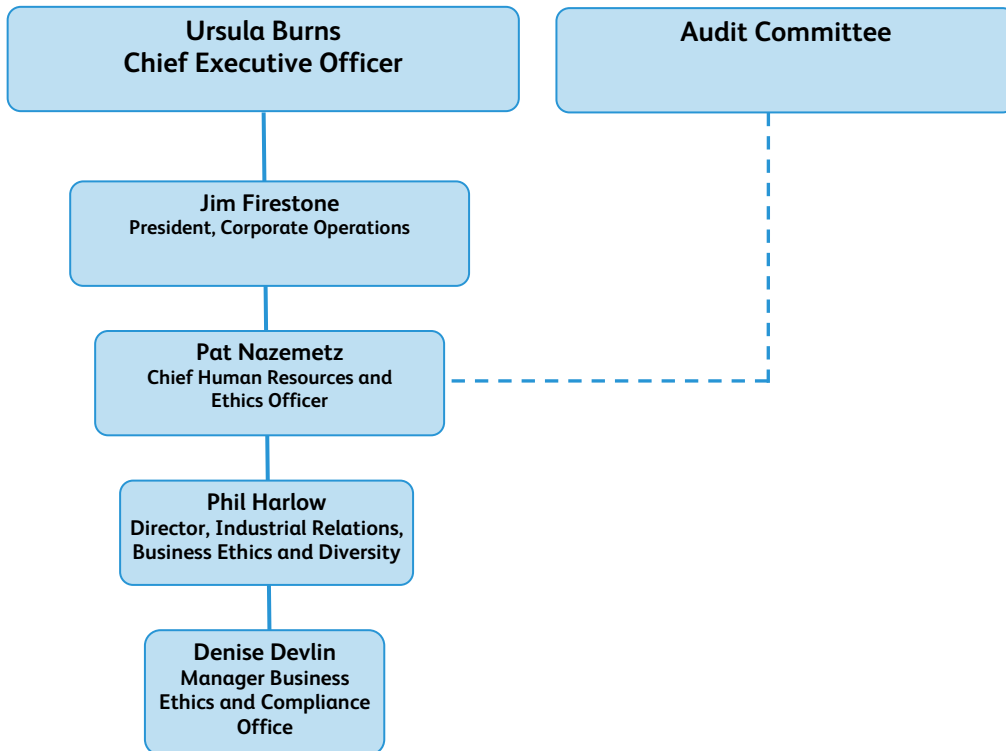 Ursula Burns
Chief Executive Officer
Audit Committee
Jim Firestone
President, Corporate Operations
Pat Nazemetz
Chief Human Resources and
Ethics Officer
Phil Harlow
Director, Industrial Relations,
Business Ethics and Diversity
Denise Devlin
Manager Business
Ethics and Compliance
Office